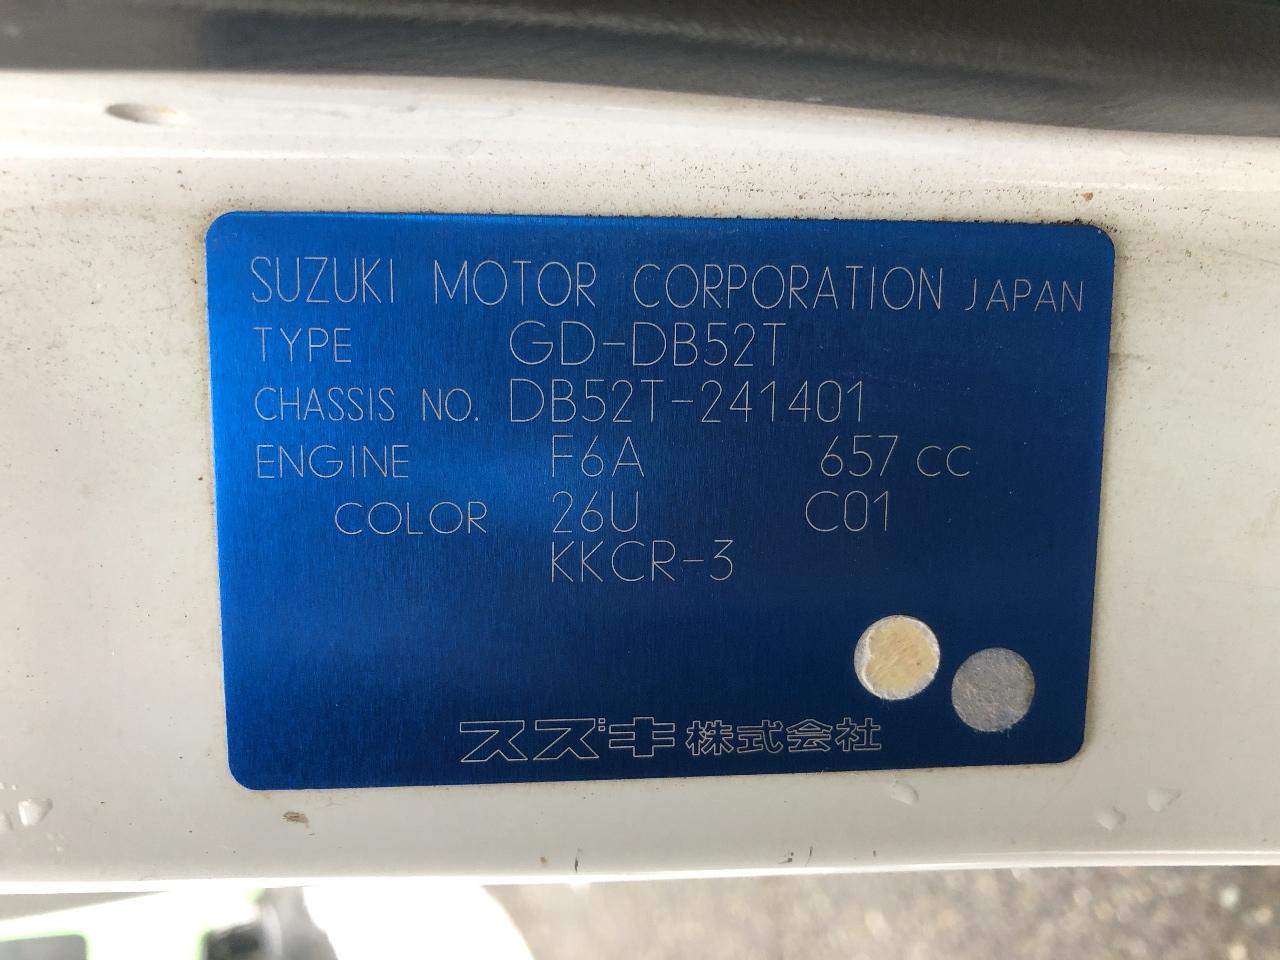 SUZUKI MOTOR CORPORATION JAPAN
TYPE GD-DB52T
CHASSIS NO. DB52T-241401
ENGINE F6A 657 CC
COLOR 26U C01
KKCR-3
スズキ株式会社